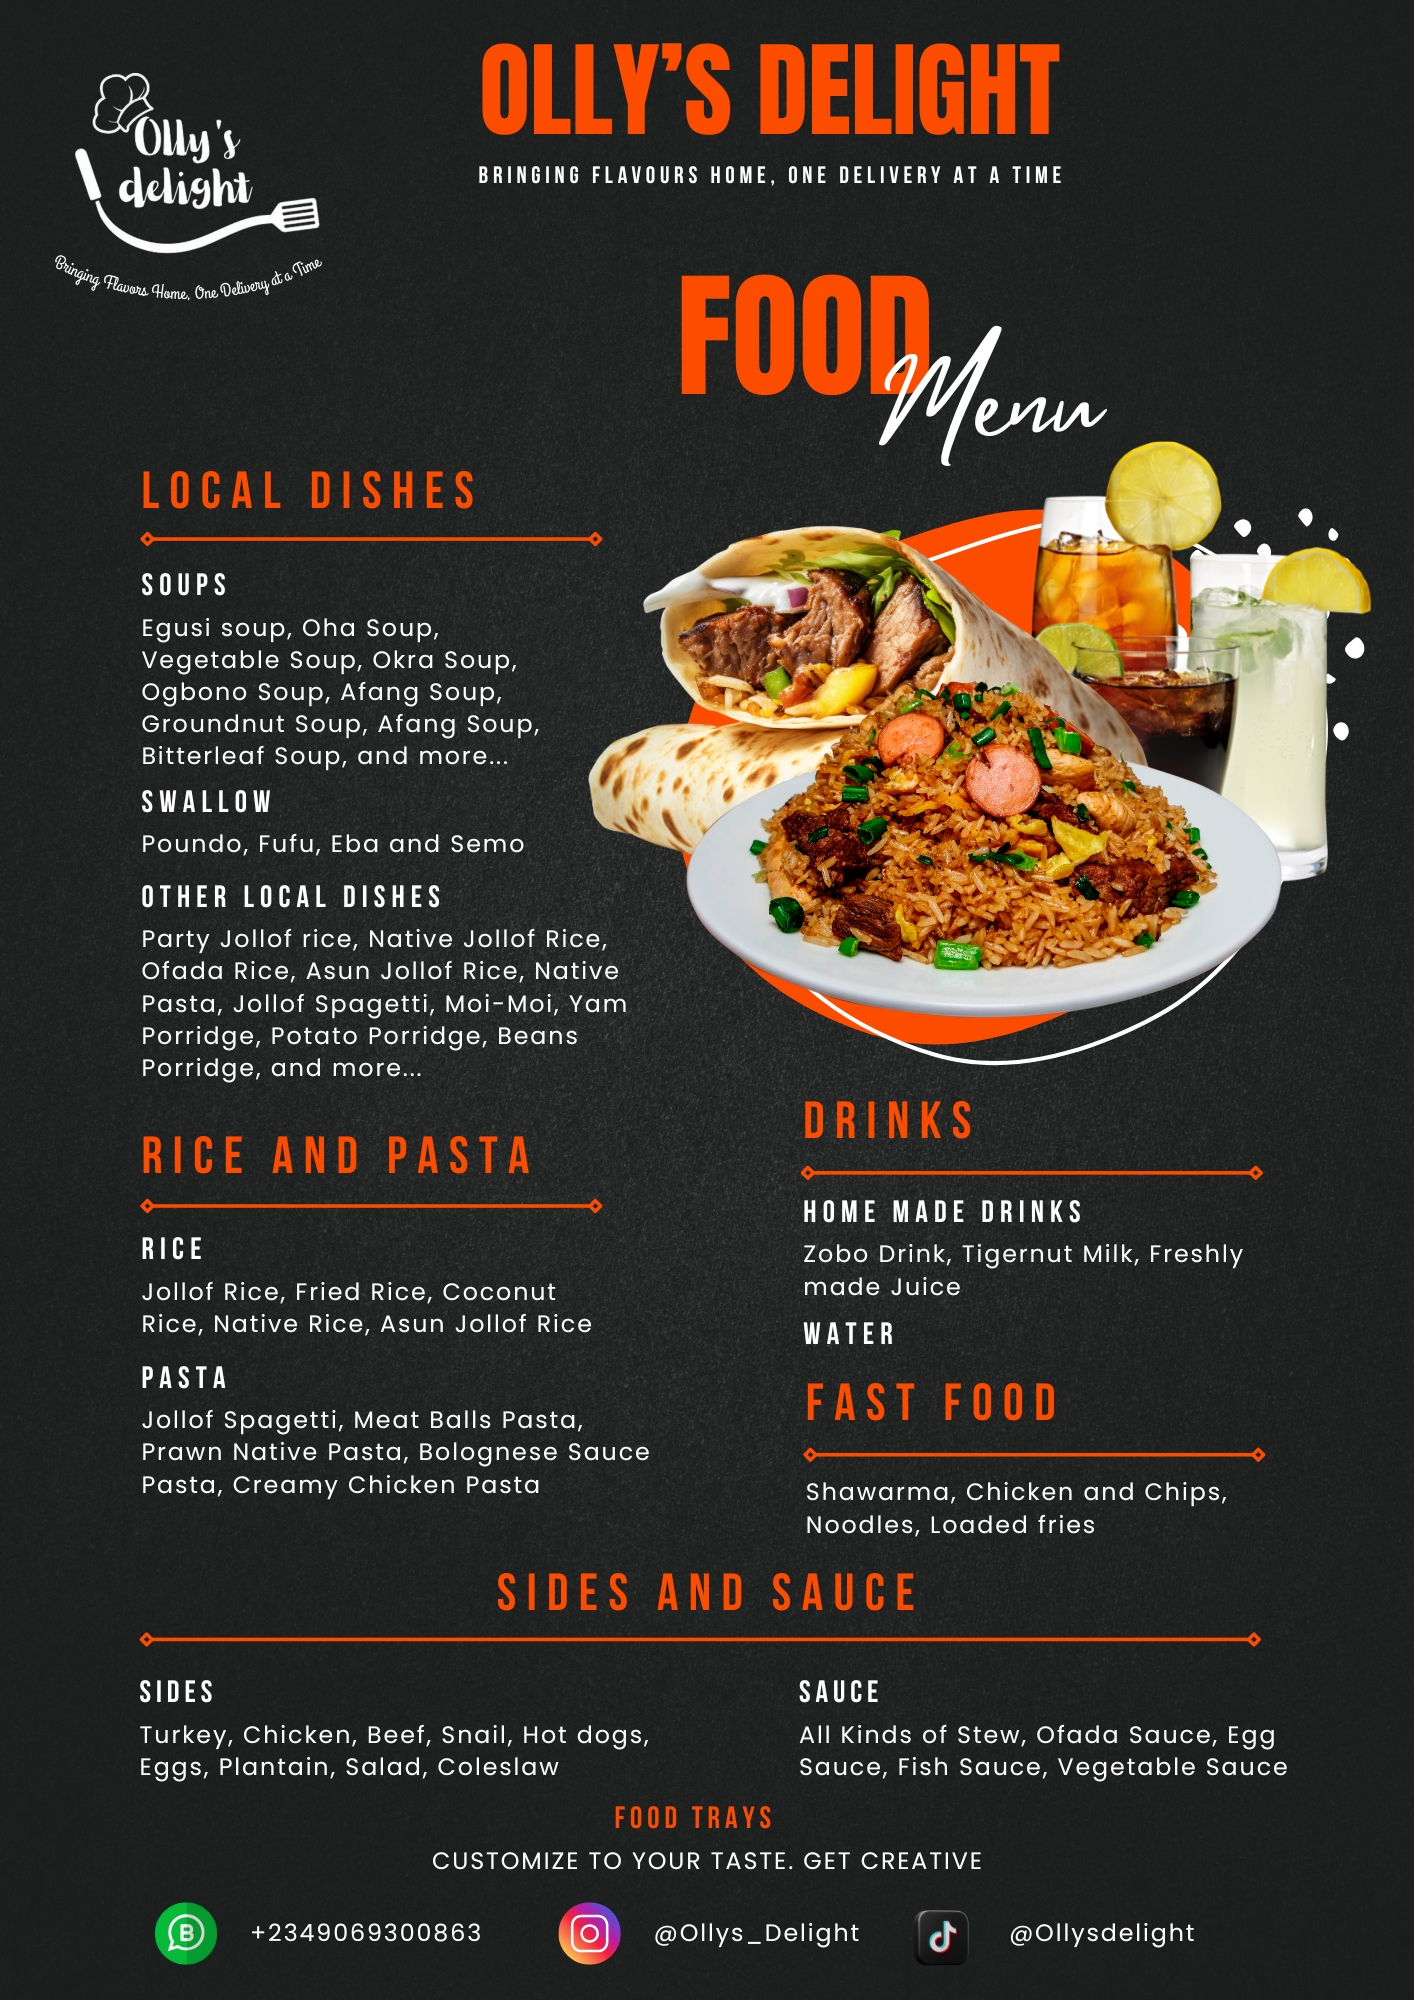 Olly's
delight
Bringing Flavors Home, One Delivery at a Time
OLLY'S DELIGHT
BRINGING FLAVOURS HOME, ONE DELIVERY AT A TIME
FOOD
Menu
LOCAL DISHES
SOUPS
Egusi soup, Oha Soup,
Vegetable Soup, Okra Soup,
Ogbono Soup, Afang Soup,
Groundnut Soup, Afang Soup,
Bitterleaf Soup, and more...
SWALLOW
Poundo, Fufu, Eba and Semo
OTHER LOCAL DISHES
Party Jollof rice, Native Jollof Rice,
Ofada Rice, Asun Jollof Rice, Native
Pasta, Jollof Spagetti, Moi-Moi, Yam
Porridge, Potato Porridge, Beans
Porridge, and more...
RICE AND PASTA
RICE
Jollof Rice, Fried Rice, Coconut
Rice, Native Rice, Asun Jollof Rice
PASTA
Jollof Spagetti, Meat Balls Pasta,
Prawn Native Pasta, Bolognese Sauce
Pasta, Creamy Chicken Pasta
DRINKS
HOME MADE DRINKS
Zobo Drink, Tigernut Milk, Freshly
made Juice
WATER
FAST FOOD
Shawarma, Chicken and Chips,
Noodles, Loaded fries
SIDES AND SAUCE
SIDES
Turkey, Chicken, Beef, Snail, Hot dogs,
Eggs, Plantain, Salad, Coleslaw
SAUCE
All Kinds of Stew, Ofada Sauce, Egg
Sauce, Fish Sauce, Vegetable Sauce
FOOD TRAYS
CUSTOMIZE TO YOUR TASTE. GET CREATIVE
+2349069300863
@Ollys_Delight
@Ollysdelight